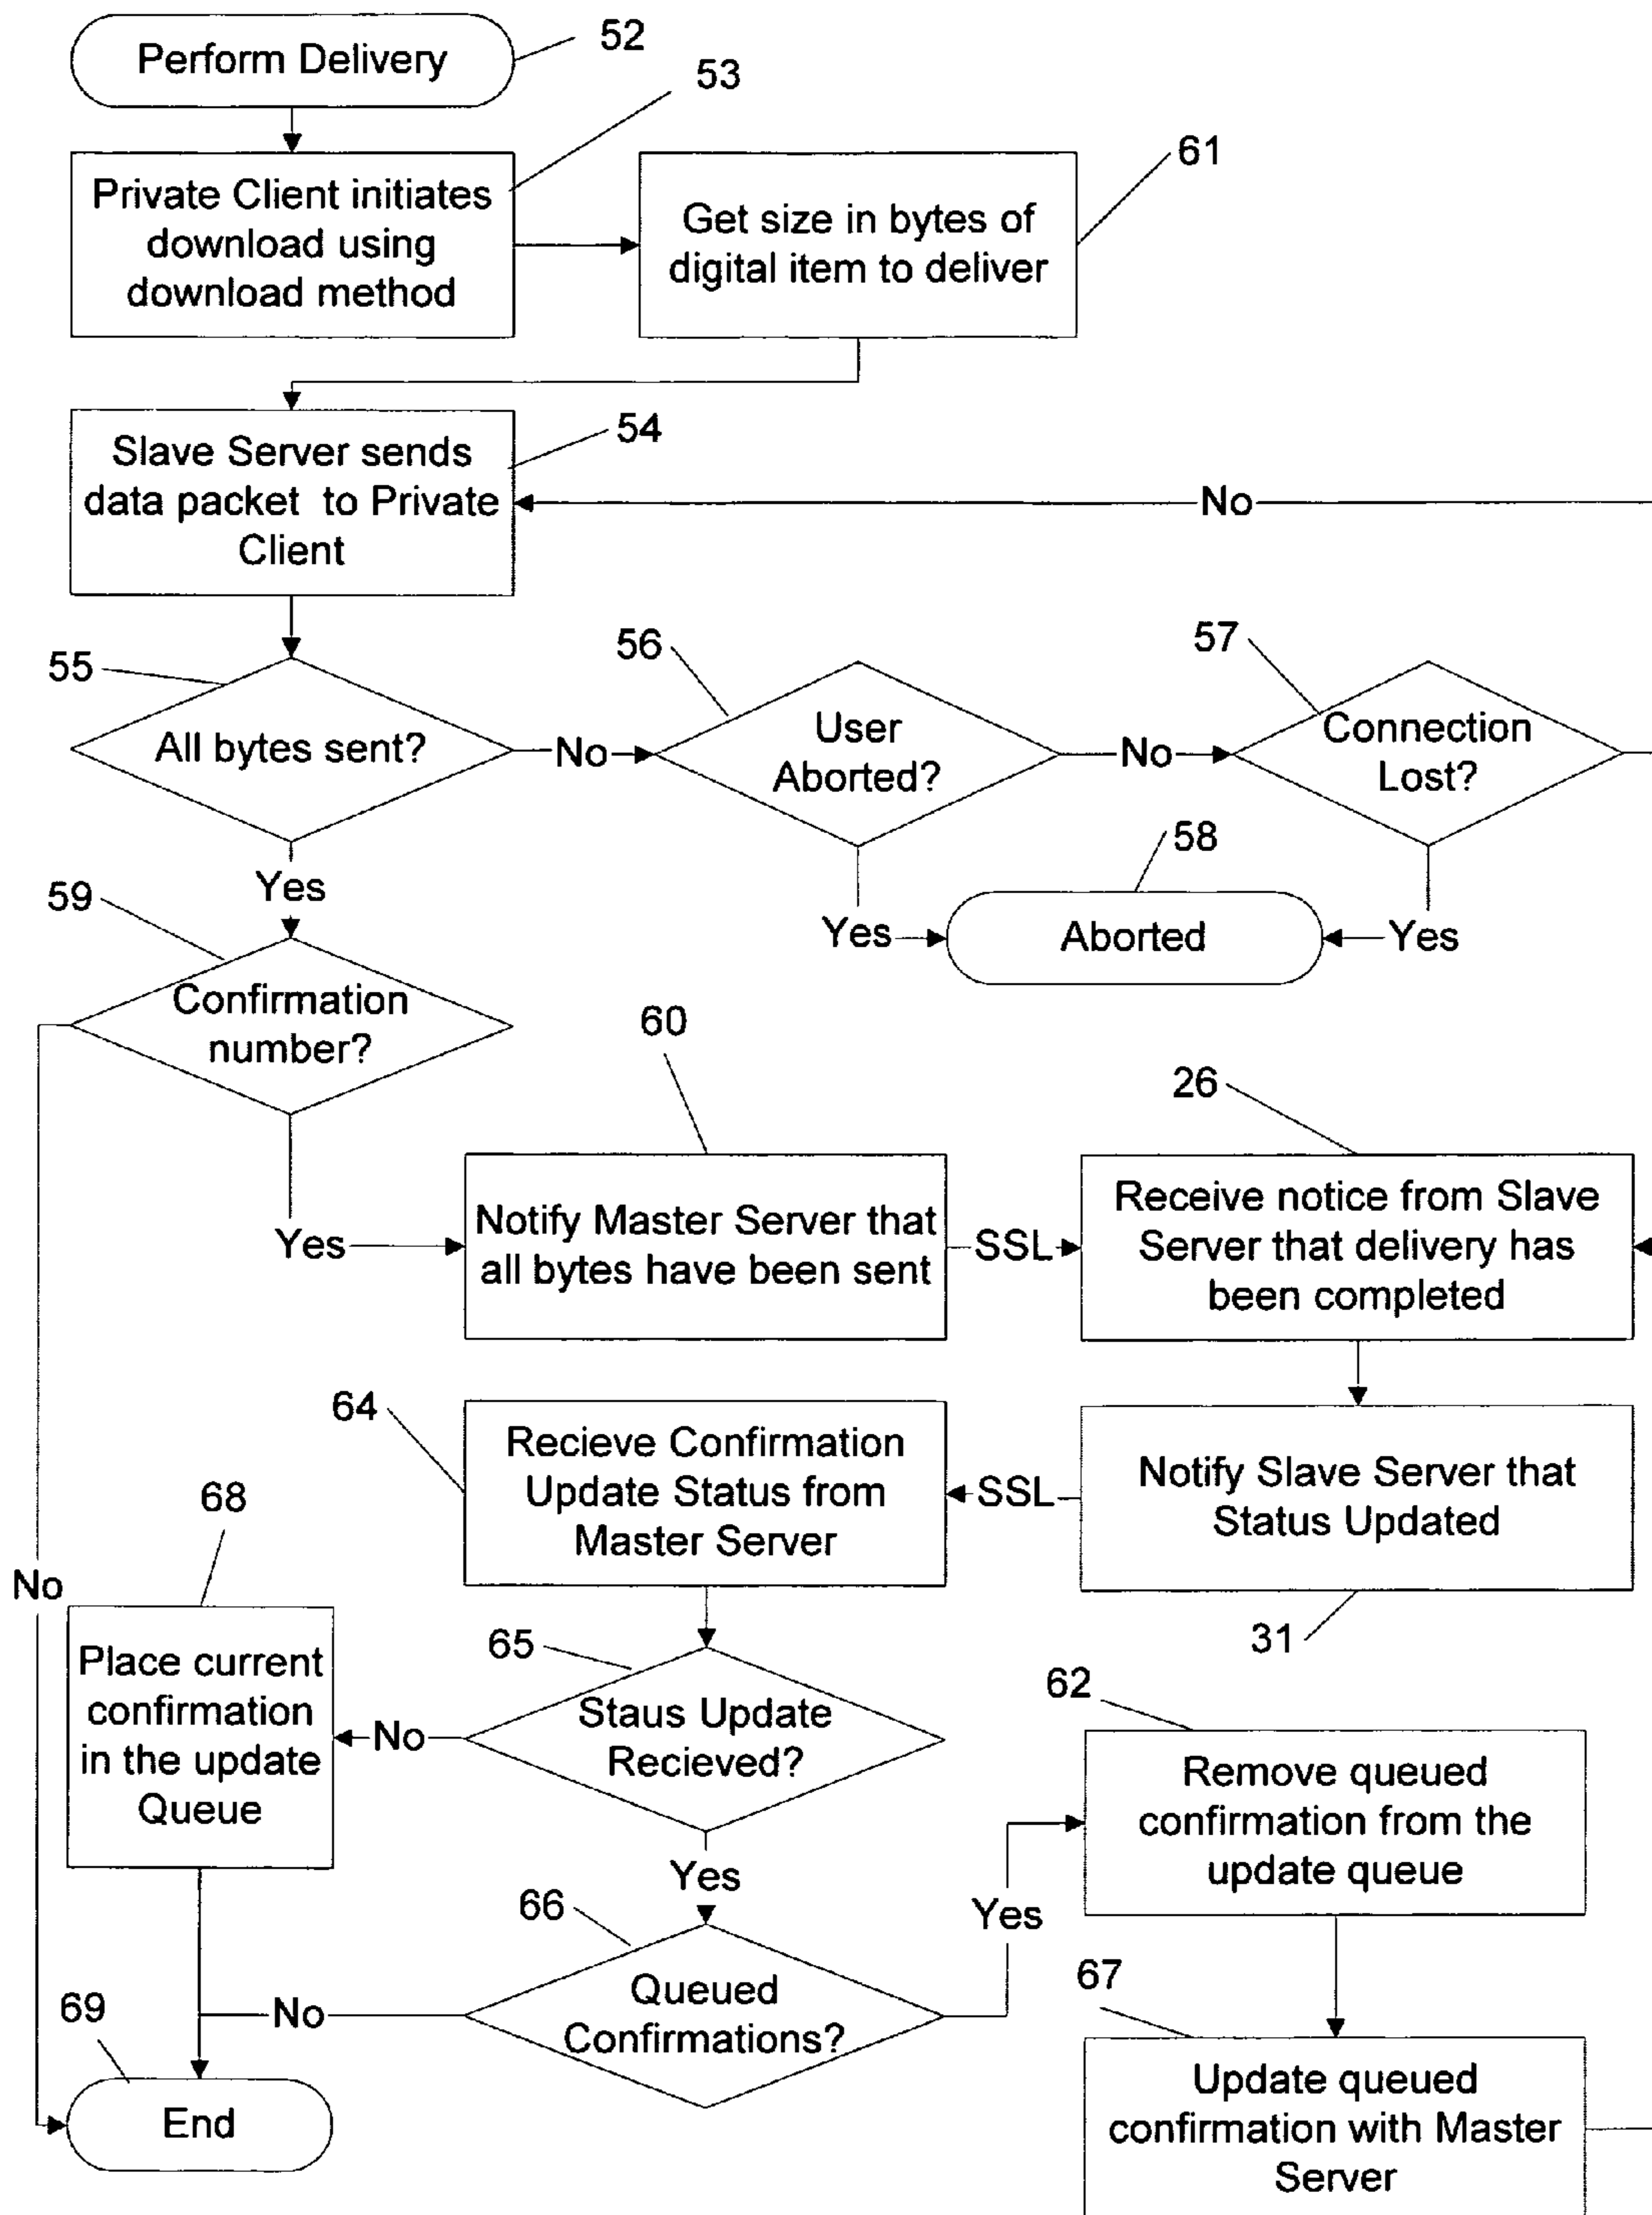 Perform Delivery
52
53
Private Client initiates
download using
download method
61
Get size in bytes of
digital item to deliver
54
Slave Server sends
data packet to Private
Client
No
55
All bytes sent?
No
56
User
Aborted?
No
57
Connection
Lost?
58
Yes
Aborted
Yes
Yes
59
Confirmation
number?
60
26
Yes
Notify Master Server that
all bytes have been sent
SSL
Receive notice from Slave
Server that delivery has
been completed
64
Recieve Confirmation
Update Status from
Master Server
SSL
Notify Slave Server that
Status Updated
31
No
68
Place current
confirmation
in the update
Queue
No
65
Staus Update
Recieved?
62
Remove queued
confirmation from the
update queue
Yes
Yes
66
Queued
Confirmations?
No
67
Update queued
confirmation with Master
Server
69
End